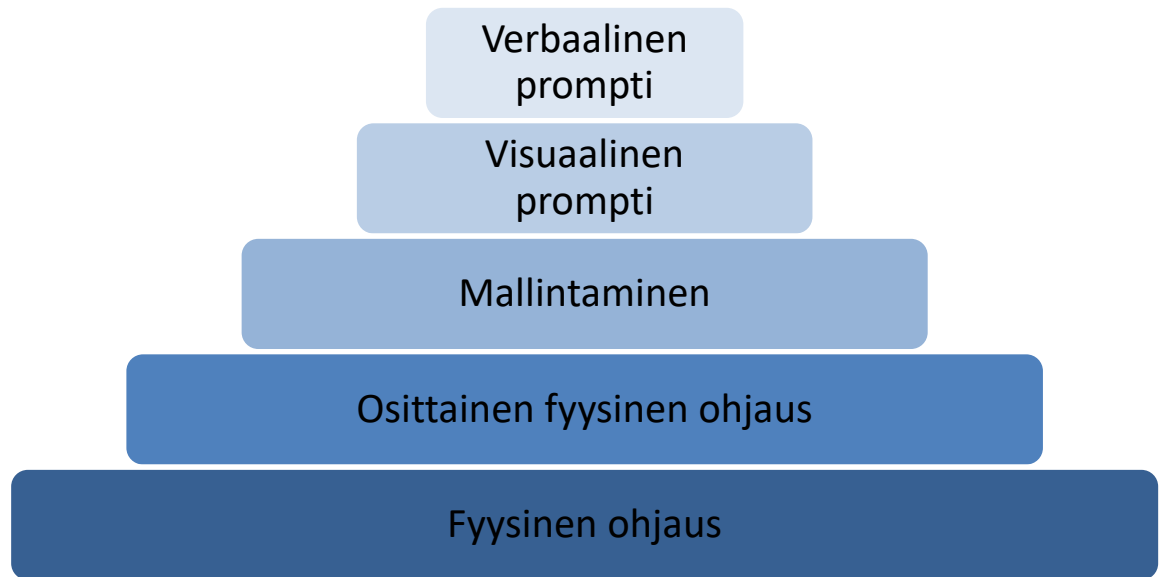 Verbaalinen
prompti
Visuaalinen
prompti
Mallintaminen
Osittainen fyysinen ohjaus
Fyysinen ohjaus